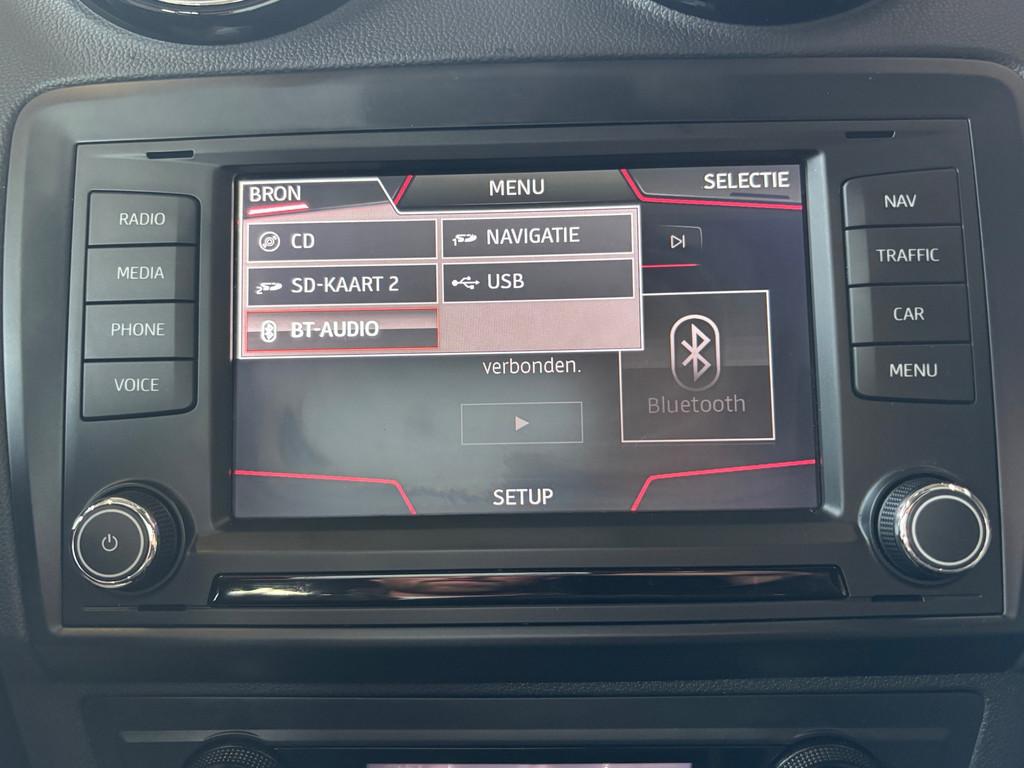 RADIO
MEDIA
PHONE
VOICE
BRON
MENU
SELECTIE
CD
NAVIGATIE
SD-KAART 2
USB
BT-AUDIO
verbonden.
Bluetooth
SETUP
NAV
TRAFFIC
CAR
MENU